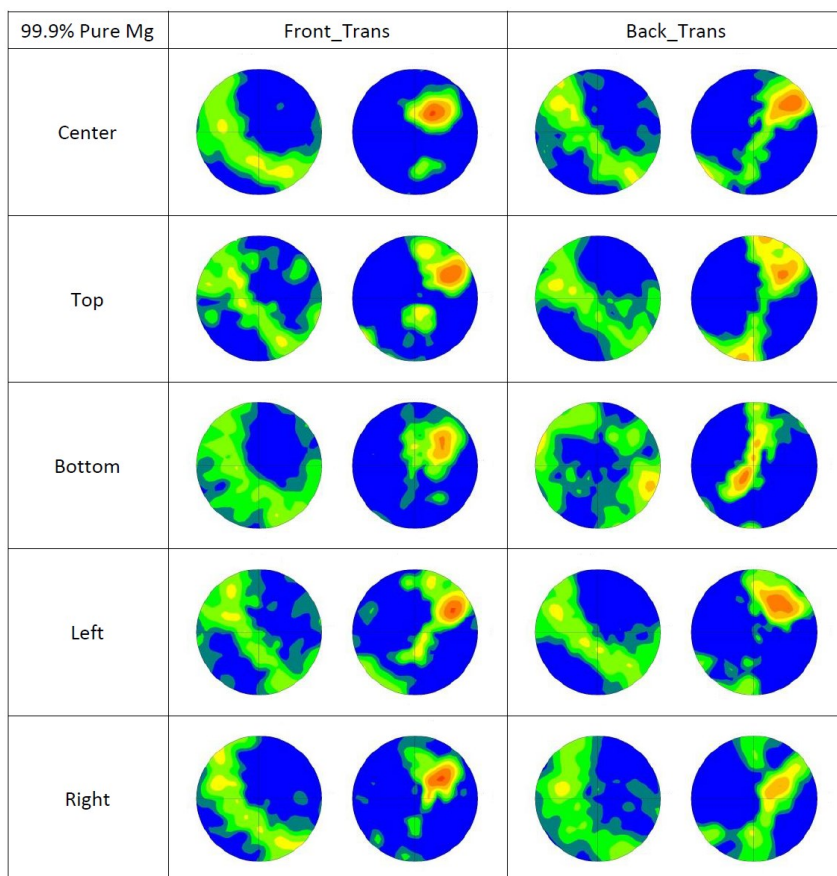 99.9% Pure Mg Front_Trans Back_Trans
Center
Top
Bottom
Left
Right